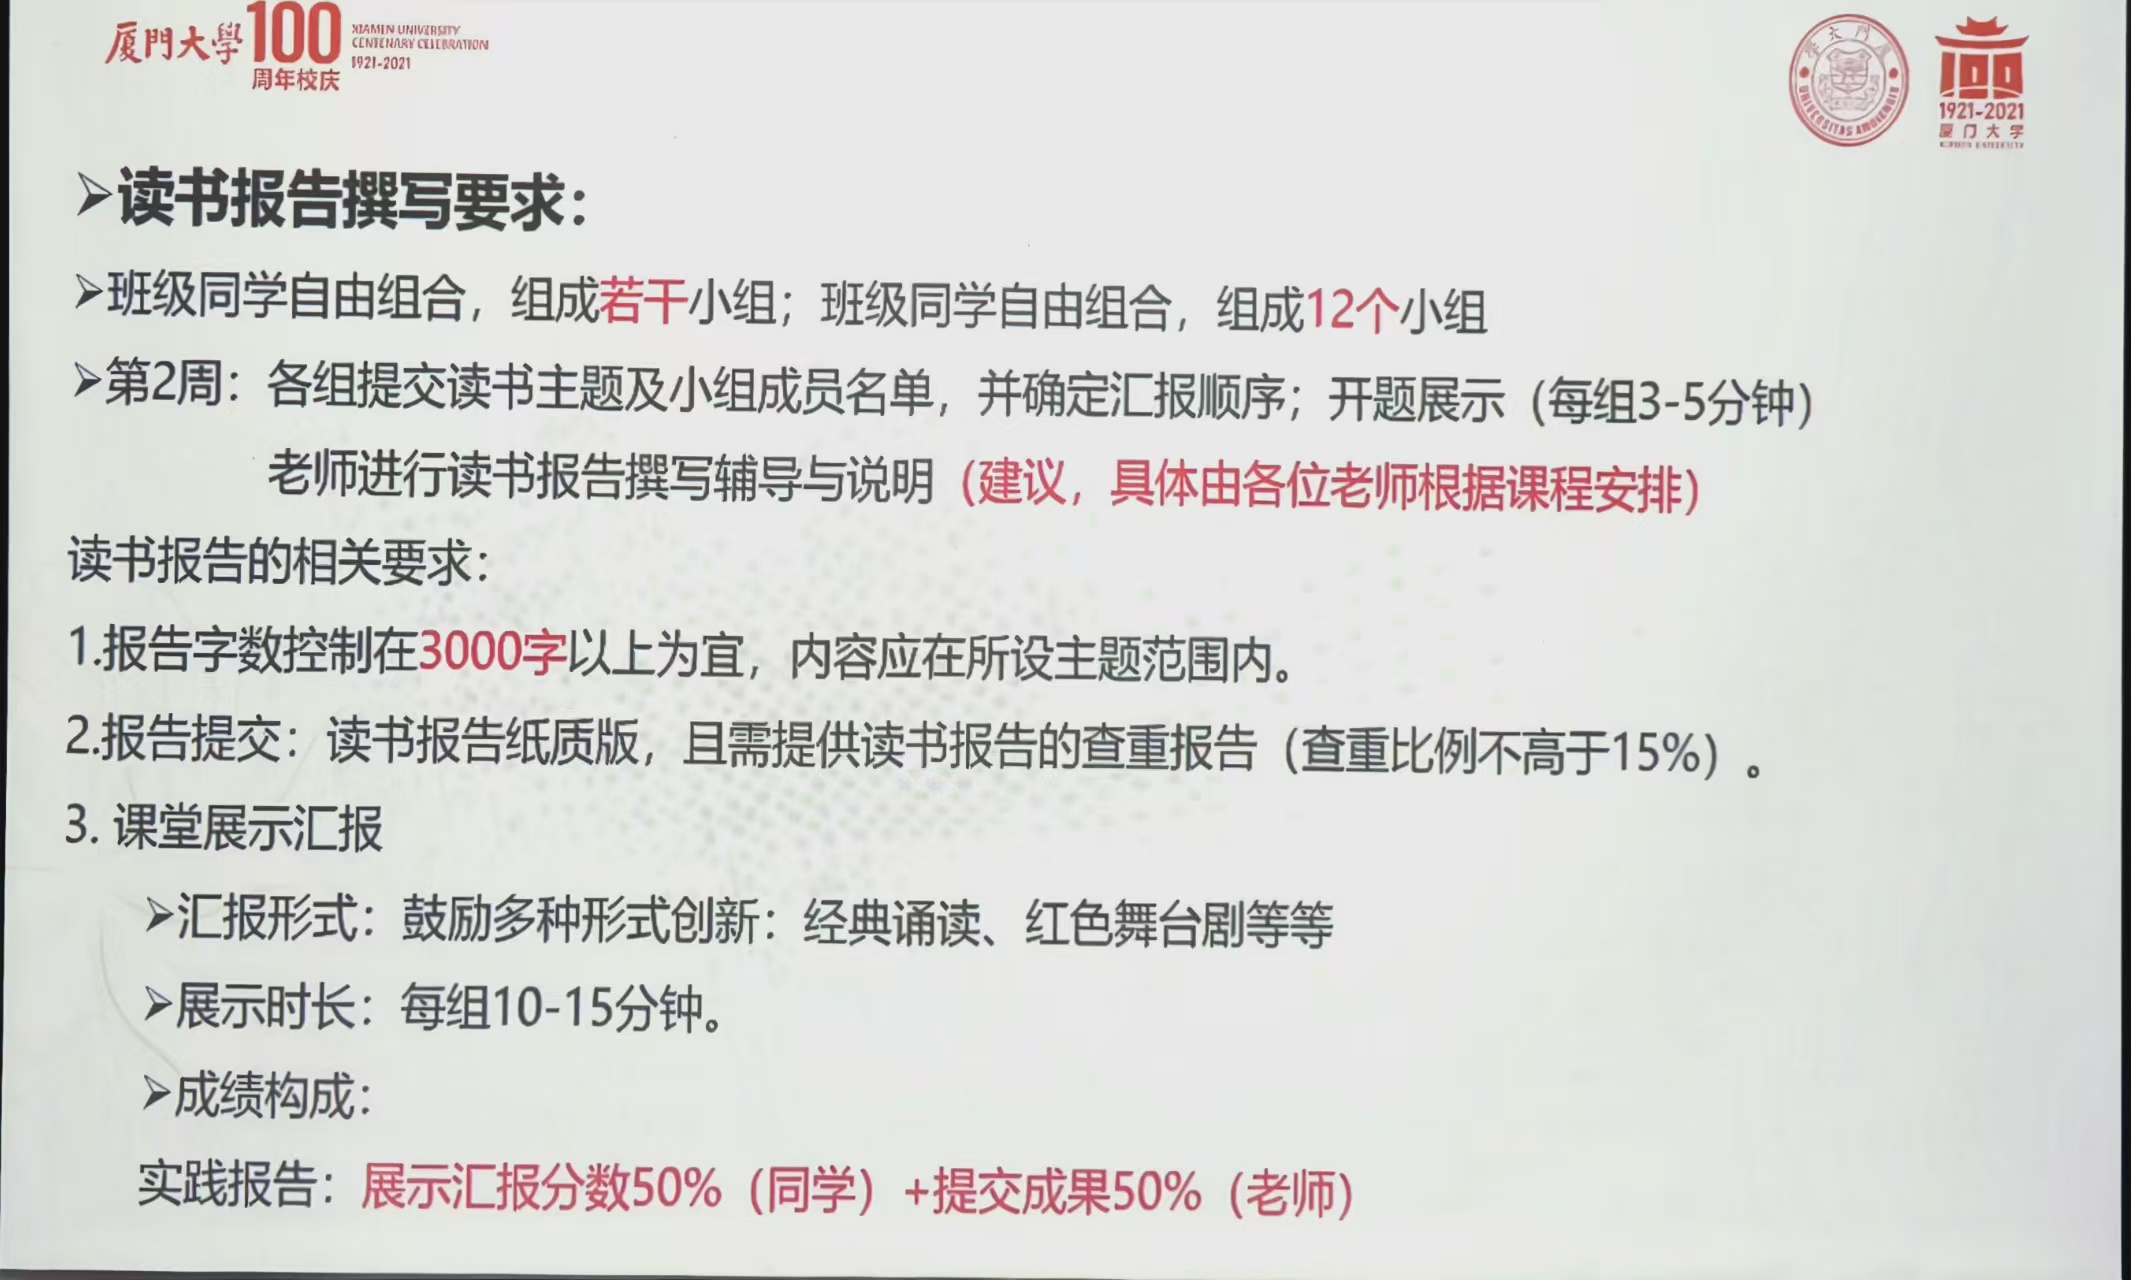 厦門大學100
周年校庆
XIAMEN UNIVERSITY
CENTENARY CELEBRATION
1921-2021
廈門大學
UNIVERSITAS AMOIENSIS
1921-2021
厦门大学
➢读书报告撰写要求：
➢班级同学自由组合，组成若干小组；班级同学自由组合，组成12个小组
➢第2周：各组提交读书主题及小组成员名单，并确定汇报顺序；开题展示（每组3-5分钟）
老师进行读书报告撰写辅导与说明（建议，具体由各位老师根据课程安排）
读书报告的相关要求：
1.报告字数控制在3000字以上为宜，内容应在所设主题范围内。
2.报告提交：读书报告纸质版，且需提供读书报告的查重报告（查重比例不高于15%）。
3. 课堂展示汇报
➢汇报形式：鼓励多种形式创新：经典诵读、红色舞台剧等等
➢展示时长：每组10-15分钟。
➢成绩构成：
实践报告：展示汇报分数50%（同学）+提交成果50%（老师）